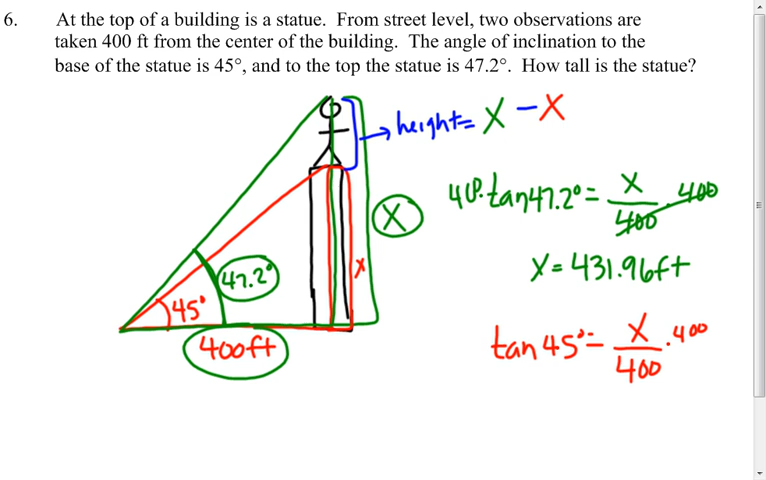 6. At the top of a building is a statue. From street level, two observations are
taken 400 ft from the center of the building. The angle of inclination to the
base of the statue is 45°, and to the top the statue is 47.2°. How tall is the statue?
height= X - X
400·tan47.2°= X/400 · 400
X
47.2°
X = 431.96ft
X
45°
400ft
tan 45° = X/400 · 400